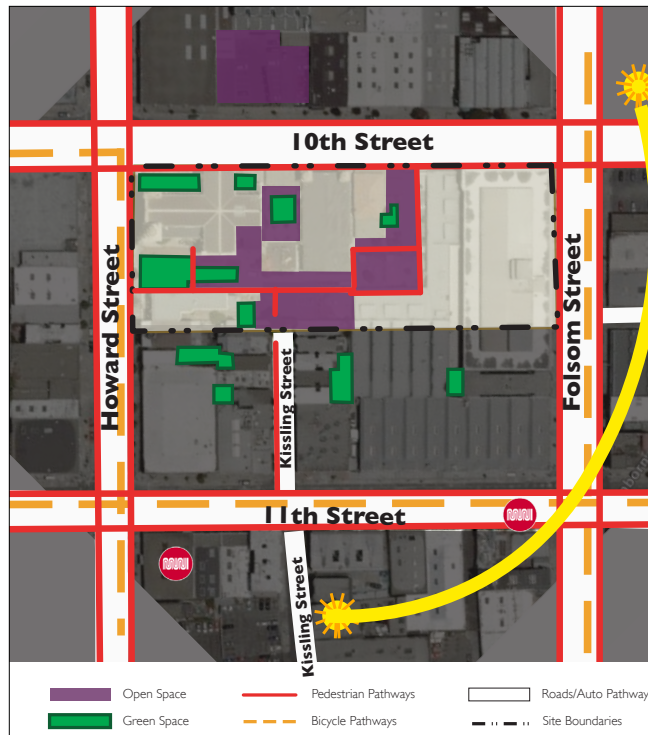 10th Street
Howard Street
Folsom Street
Kissling Street
11th Street
Kissling Street
Open Space
Pedestrian Pathways
Roads/Auto Pathway
Green Space
Bicycle Pathways
Site Boundaries